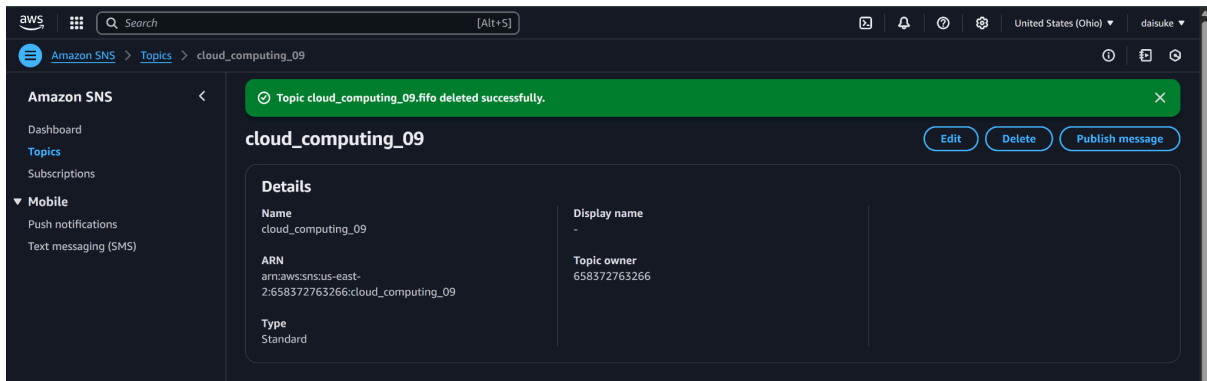 aws
Search [Alt+S]
United States (Ohio) ▼
daisuke ▼
Amazon SNS > Topics > cloud_computing_09
Amazon SNS
Dashboard
Topics
Subscriptions
▼ Mobile
Push notifications
Text messaging (SMS)
Topic cloud_computing_09.fifo deleted successfully.
cloud_computing_09
Edit
Delete
Publish message
Details
Name
cloud_computing_09
ARN
arn:aws:sns:us-east-
2:658372763266:cloud_computing_09
Type
Standard
Display name
-
Topic owner
658372763266